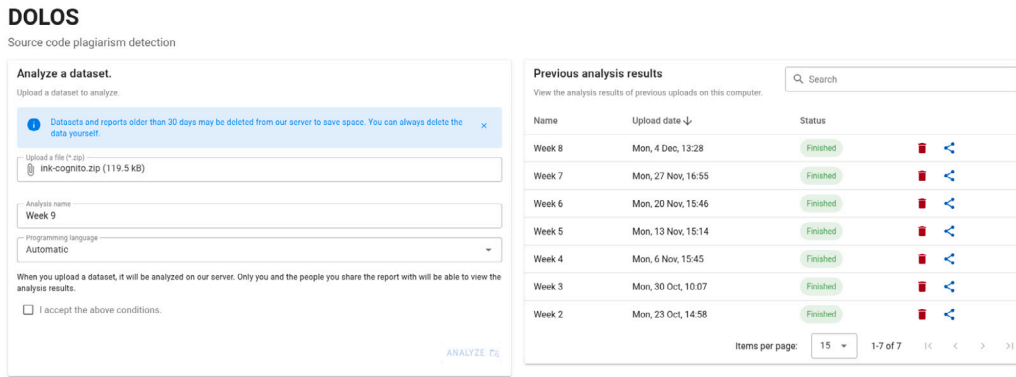 DOLOS
Source code plagiarism detection
Analyze a dataset.
Upload a dataset to analyze.
Datasets and reports older than 30 days may be deleted from our server to save space. You can always delete the
data yourself.
Upload a file (*.zip)
ink-cognito.zip (119.5 kB)
Analysis name
Week 9
Programming language
Automatic
When you upload a dataset, it will be analyzed on our server. Only you and the people you share the report with will be able to view the
analysis results.
I accept the above conditions.
ANALYZE
Previous analysis results
View the analysis results of previous uploads on this computer.
Search
Name Upload date Status
Week 8 Mon, 4 Dec, 13:28 Finished
Week 7 Mon, 27 Nov, 16:55 Finished
Week 6 Mon, 20 Nov, 15:46 Finished
Week 5 Mon, 13 Nov, 15:14 Finished
Week 4 Mon, 6 Nov, 15:45 Finished
Week 3 Mon, 30 Oct, 10:07 Finished
Week 2 Mon, 23 Oct, 14:58 Finished
Items per page: 15 1-7 of 7